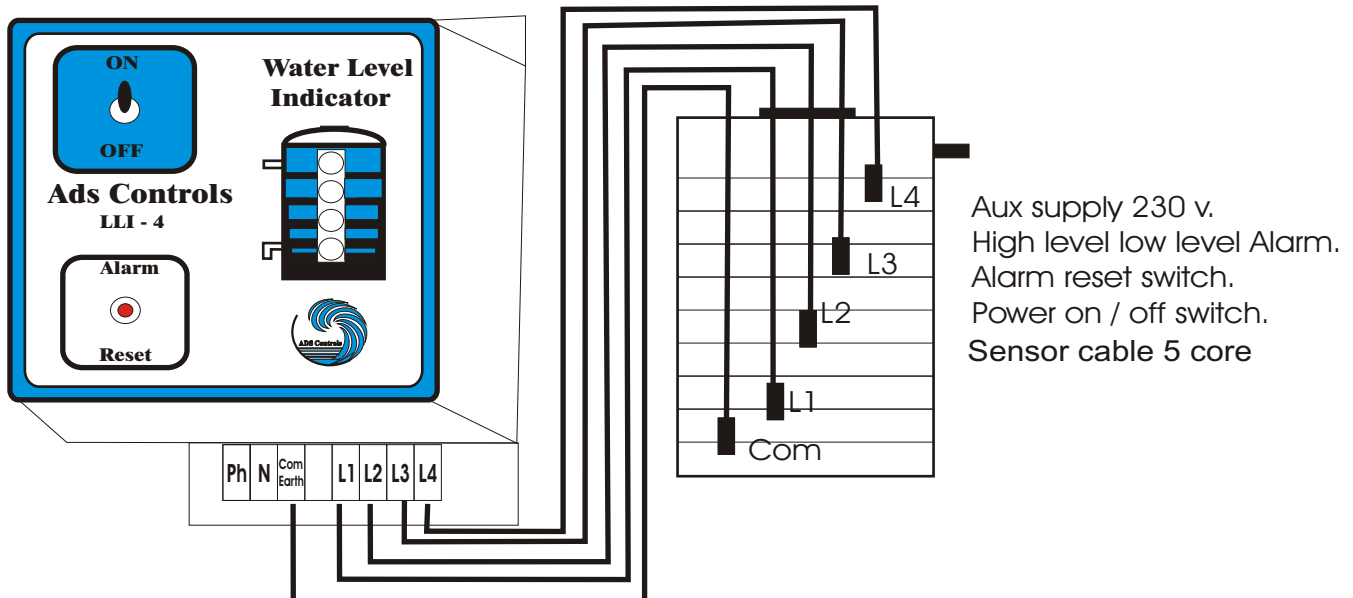 ON
OFF
Water Level
Indicator
Ads Controls
LLI - 4
Alarm
Reset
ADS Controls
Ph N Com Earth L1 L2 L3 L4
L4
L3
L2
L1
Com
Aux supply 230 v.
High level low level Alarm.
Alarm reset switch.
Power on / off switch.
Sensor cable 5 core